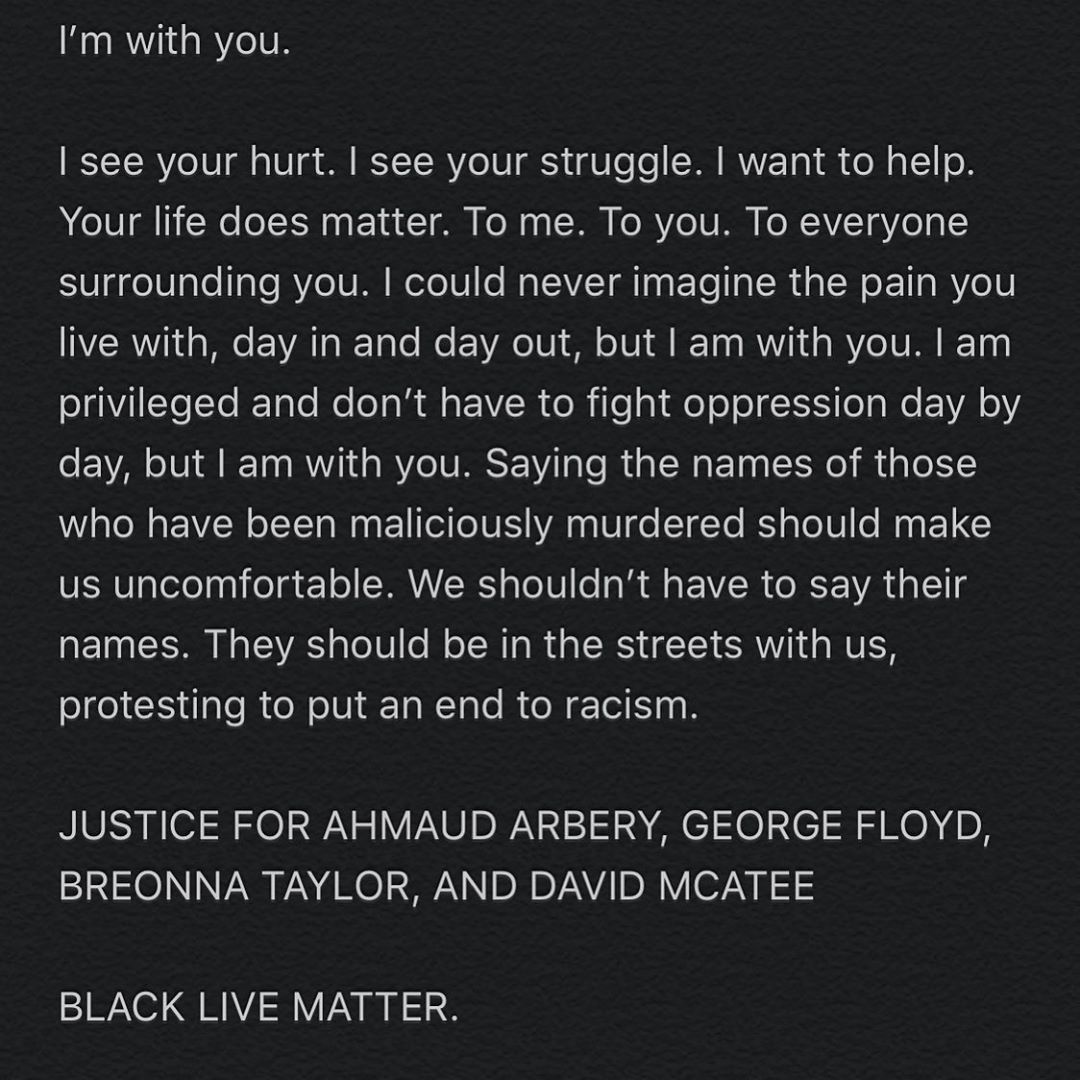 I’m with you.
I see your hurt. I see your struggle. I want to help.
Your life does matter. To me. To you. To everyone
surrounding you. I could never imagine the pain you
live with, day in and day out, but I am with you. I am
privileged and don’t have to fight oppression day by
day, but I am with you. Saying the names of those
who have been maliciously murdered should make
us uncomfortable. We shouldn’t have to say their
names. They should be in the streets with us,
protesting to put an end to racism.
JUSTICE FOR AHMAUD ARBERY, GEORGE FLOYD,
BREONNA TAYLOR, AND DAVID MCATEE
BLACK LIVE MATTER.